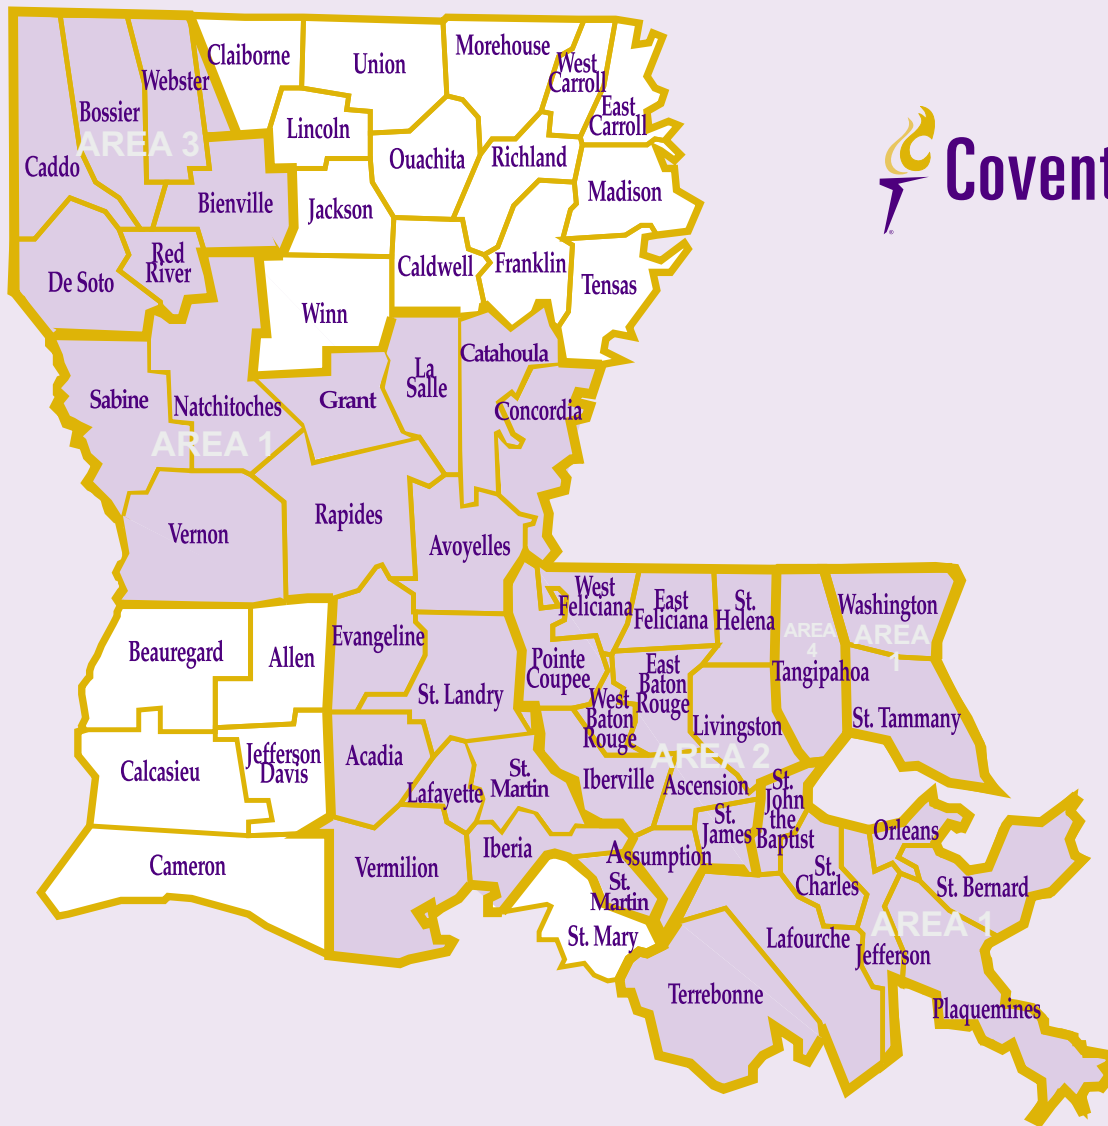 Claiborne
Union
Morehouse
West
Carroll
Webster
Bossier
East
Carroll
AREA 3
Lincoln
Caddo
Ouachita
Richland
Madison
Bienville
Jackson
Red
River
De Soto
Caldwell
Franklin
Tensas
Winn
Catahoula
La
Salle
Sabine
Natchitoches
Grant
Concordia
AREA 1
Vernon
Rapides
Avoyelles
West
Feliciana
East
Feliciana
St.
Helena
Washington
AREA
4
AREA
1
Beauregard
Allen
Evangeline
Pointe
Coupee
East
Baton
Rouge
Tangipahoa
St. Landry
West
Baton
Rouge
Livingston
St. Tammany
Calcasieu
Jefferson
Davis
Acadia
AREA 2
Lafayette
St.
Martin
Iberville
Ascension
St.
John
the
Baptist
St.
James
Orleans
Cameron
Vermilion
Iberia
Assumption
St.
Martin
St.
Charles
St. Bernard
St. Mary
Lafourche
AREA 1
Jefferson
Terrebonne
Plaquemines
Covent
®